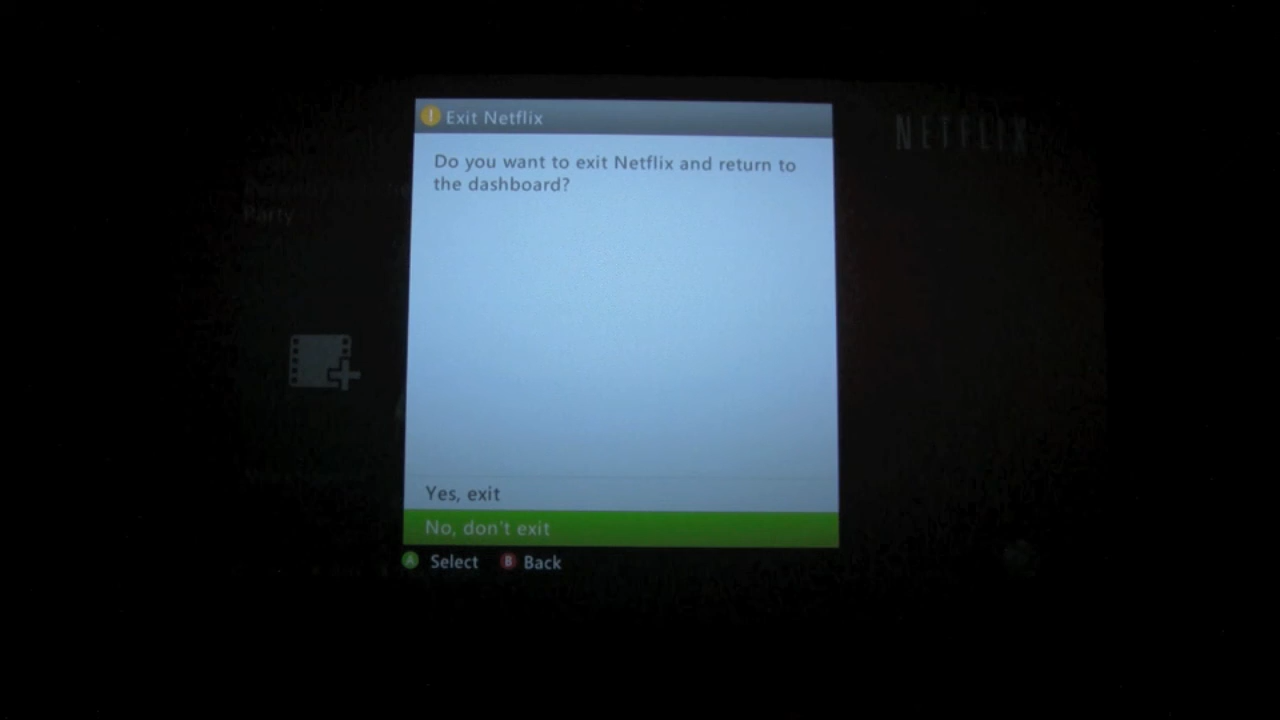 Exit Netflix
NETFLIX
Do you want to exit Netflix and return to
the dashboard?
Party
Yes, exit
No, don't exit
A Select B Back